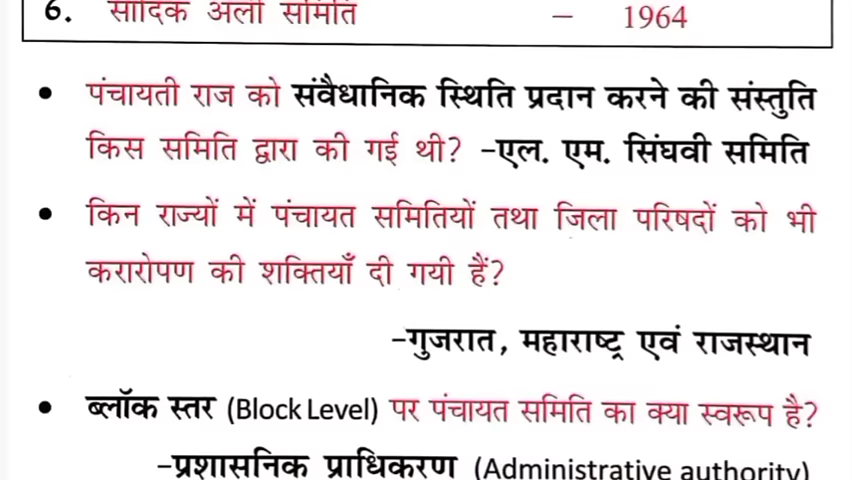 6. सादिक अली समिति – 1964
• पंचायती राज को संवैधानिक स्थिति प्रदान करने की संस्तुति
किस समिति द्वारा की गई थी? –एल. एम. सिंघवी समिति
• किन राज्यों में पंचायत समितियों तथा जिला परिषदों को भी
करारोपण की शक्तियाँ दी गयी हैं?
–गुजरात, महाराष्ट्र एवं राजस्थान
• ब्लॉक स्तर (Block Level) पर पंचायत समिति का क्या स्वरूप है?
–प्रशासनिक प्राधिकरण (Administrative authority)